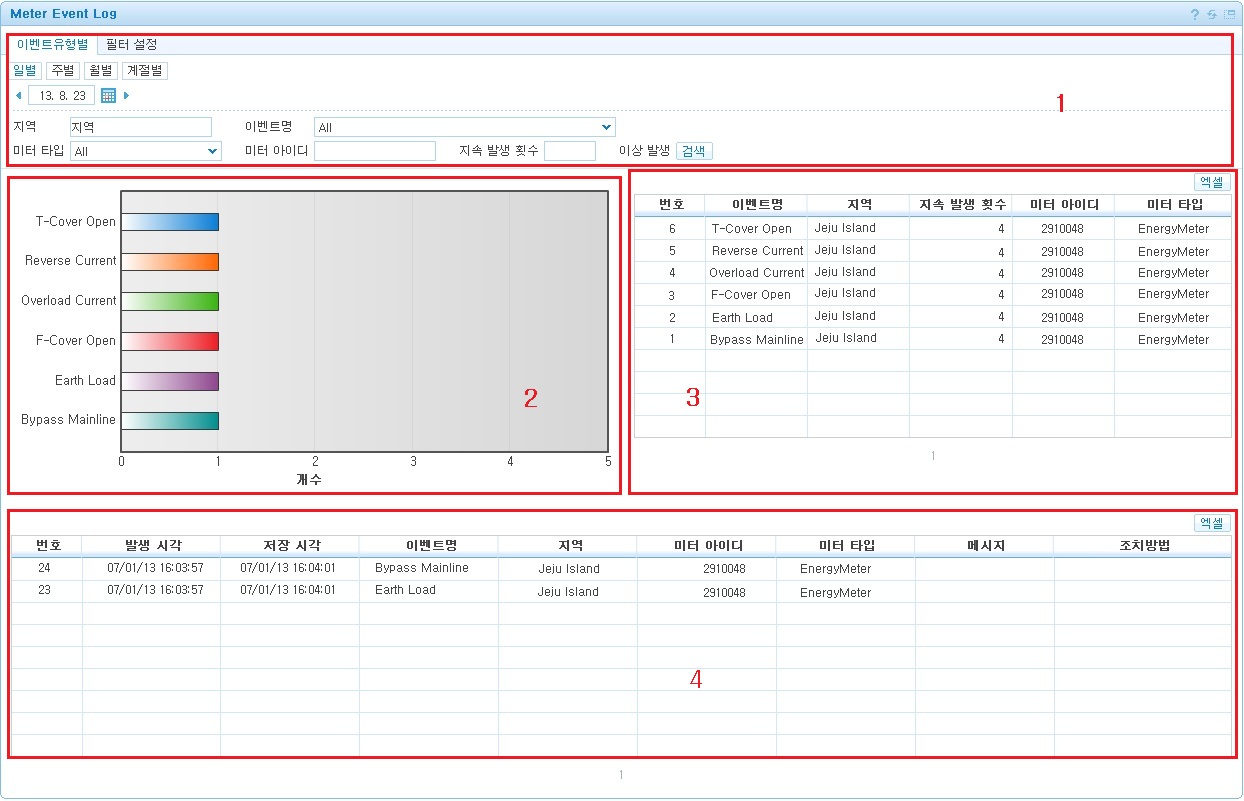 Meter Event Log
이벤트유형별 필터 설정
일별 주별 월별 계절별
13. 8. 23
1
지역 지역 이벤트명 All
미터 타입 All 미터 아이디 지속 발생 횟수 이상 발생 검색
T-Cover Open
Reverse Current
Overload Current
F-Cover Open
Earth Load
Bypass Mainline
0 1 2 3 4 5
개수
2
엑셀
번호 이벤트명 지역 지속 발생 횟수 미터 아이디 미터 타입
6 T-Cover Open Jeju Island 4 2910048 EnergyMeter
5 Reverse Current Jeju Island 4 2910048 EnergyMeter
4 Overload Current Jeju Island 4 2910048 EnergyMeter
3 F-Cover Open Jeju Island 4 2910048 EnergyMeter
2 Earth Load Jeju Island 4 2910048 EnergyMeter
1 Bypass Mainline Jeju Island 4 2910048 EnergyMeter
3
1
엑셀
번호 발생 시각 저장 시각 이벤트명 지역 미터 아이디 미터 타입 메시지 조치방법
24 07/01/13 16:03:57 07/01/13 16:04:01 Bypass Mainline Jeju Island 2910048 EnergyMeter
23 07/01/13 16:03:57 07/01/13 16:04:01 Earth Load Jeju Island 2910048 EnergyMeter
4
1